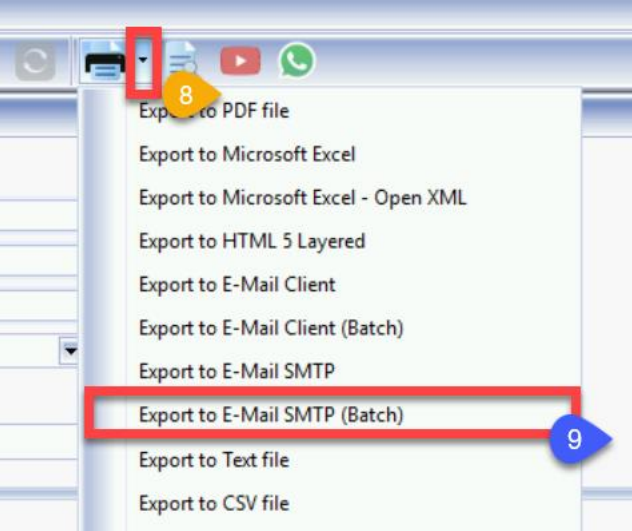 8
Export to PDF file
Export to Microsoft Excel
Export to Microsoft Excel - Open XML
Export to HTML 5 Layered
Export to E-Mail Client
Export to E-Mail Client (Batch)
Export to E-Mail SMTP
Export to E-Mail SMTP (Batch)
9
Export to Text file
Export to CSV file